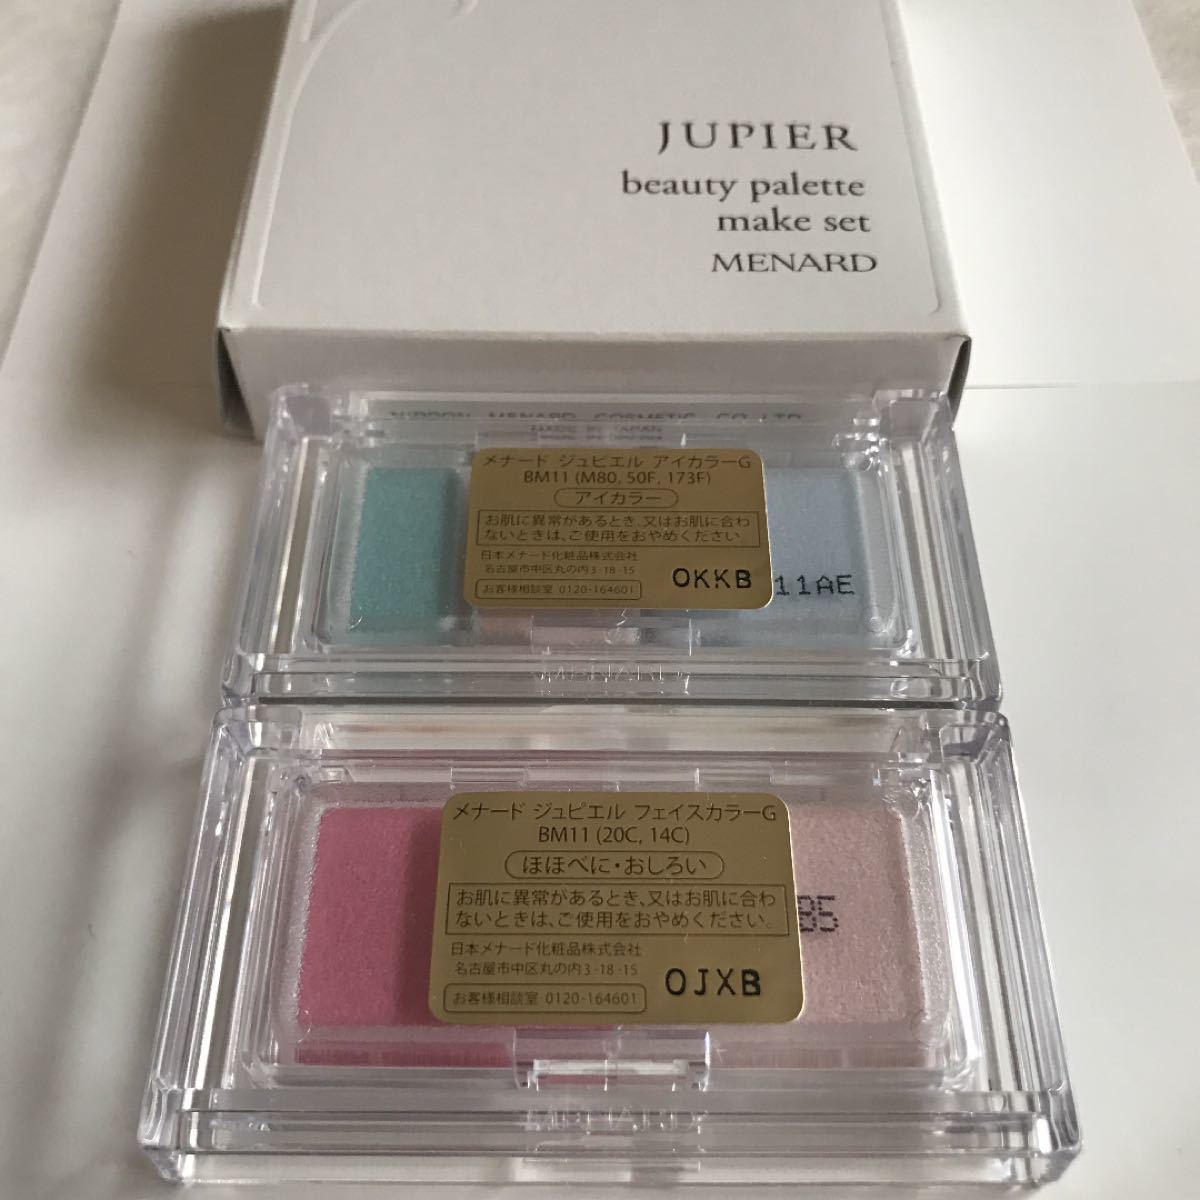 JUPIER
beauty palette
make set
MENARD
NIPPON MENARD COSMETIC CO.,LTD.
MADE IN JAPAN
メナード ジュピエル アイカラーG
BM11 (M80, 50F, 173F)
アイカラー
お肌に異常があるとき、又はお肌に合わ
ないときは、ご使用をおやめください。
日本メナード化粧品株式会社
名古屋市中区丸の内3-18-15
お客様相談室 0120-164601
OKKB
11AE
MENARD
メナード ジュピエル フェイスカラーG
BM11 (20C, 14C)
ほほべに・おしろい
お肌に異常があるとき、又はお肌に合わ
ないときは、ご使用をおやめください。
日本メナード化粧品株式会社
名古屋市中区丸の内3-18-15
お客様相談室 0120-164601
OJXB
85
MENARD